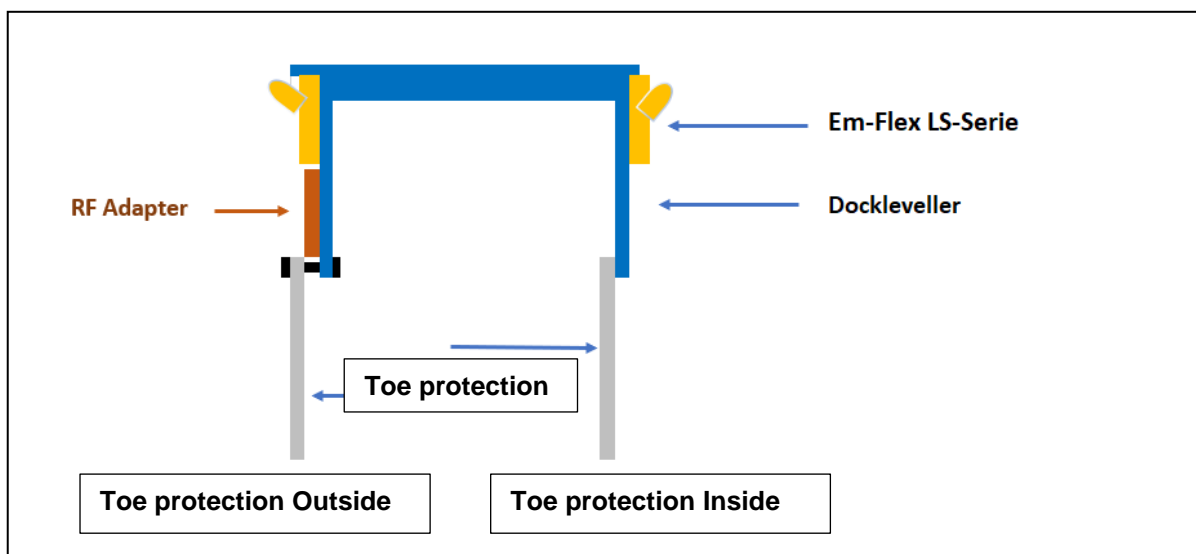 Em-Flex LS-Serie
RF Adapter
Dockleveller
Toe protection
Toe protection Outside
Toe protection Inside